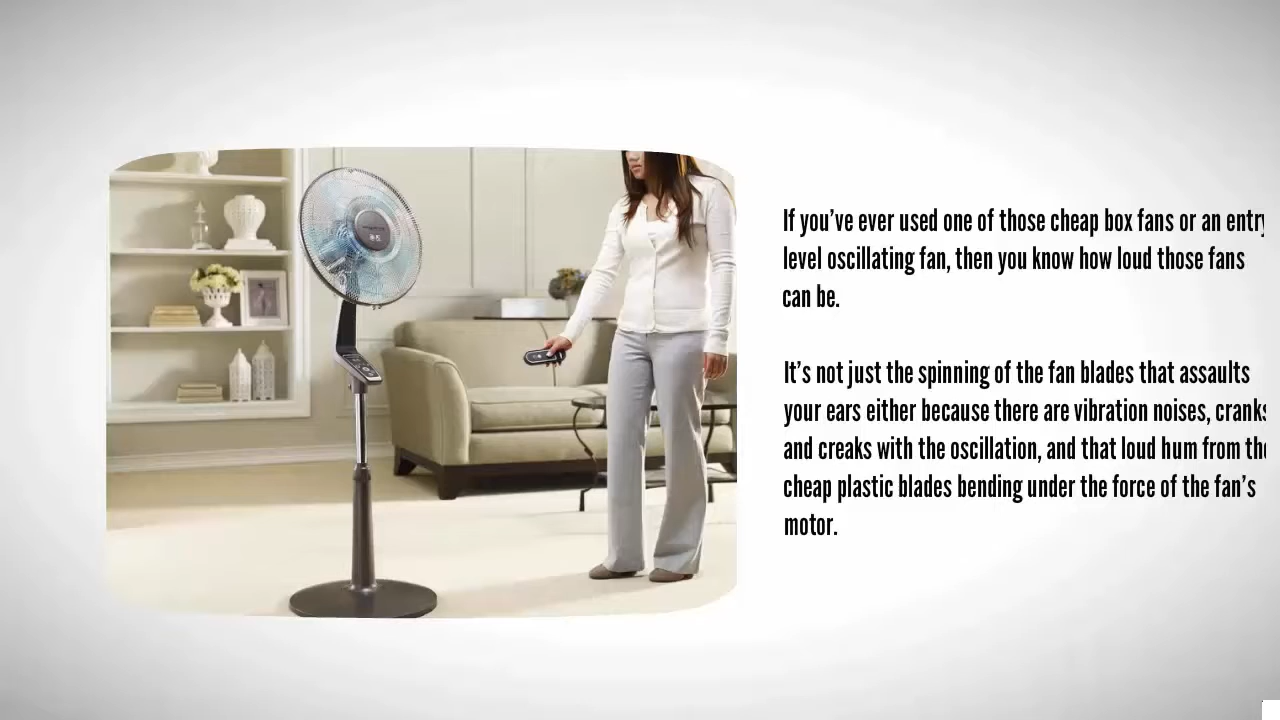 If you’ve ever used one of those cheap box fans or an entry
level oscillating fan, then you know how loud those fans
can be.
It’s not just the spinning of the fan blades that assaults
your ears either because there are vibration noises, cranks
and creaks with the oscillation, and that loud hum from the
cheap plastic blades bending under the force of the fan’s
motor.